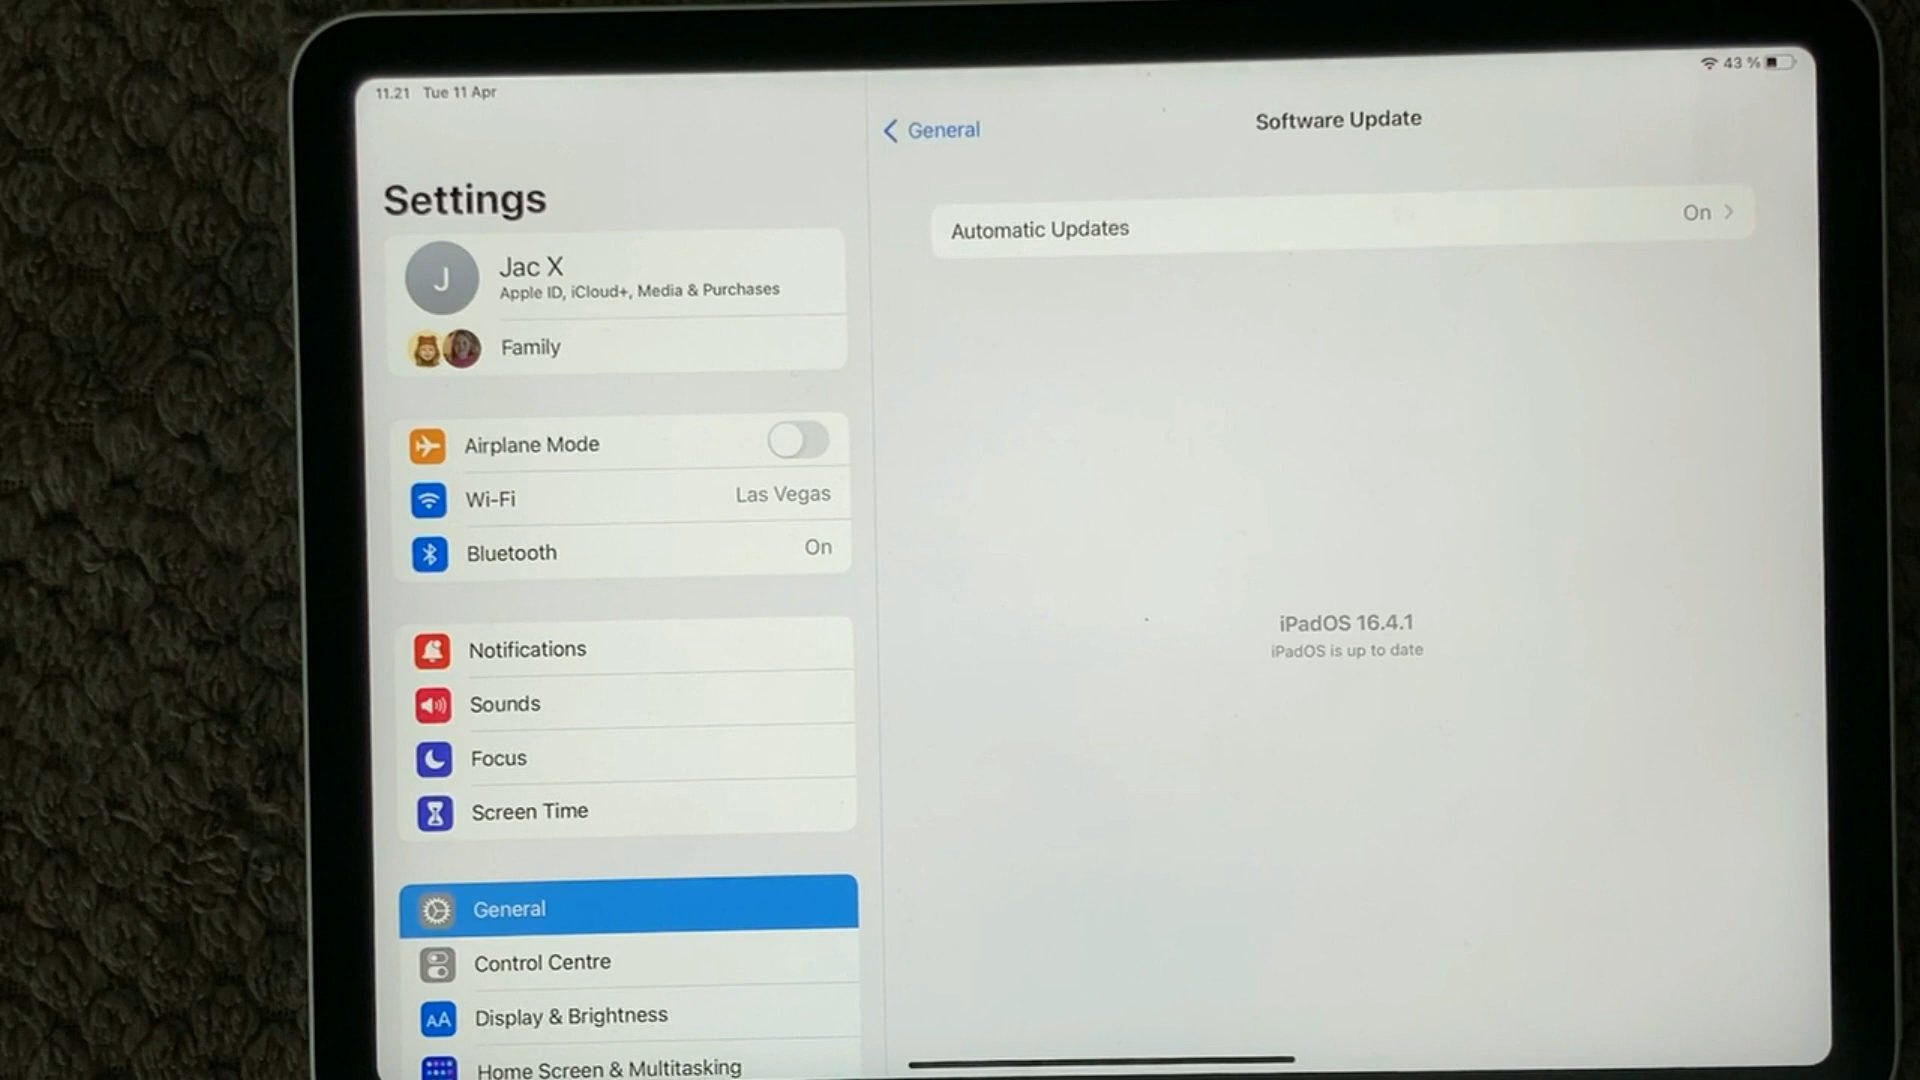 11.21 Tue 11 Apr
43 %
Settings
J
Jac X
Apple ID, iCloud+, Media & Purchases
Family
Airplane Mode
Wi-Fi
Las Vegas
Bluetooth
On
Notifications
Sounds
Focus
Screen Time
General
Control Centre
AA
Display & Brightness
Home Screen & Multitasking
General
Software Update
Automatic Updates
On
iPadOS 16.4.1
iPadOS is up to date